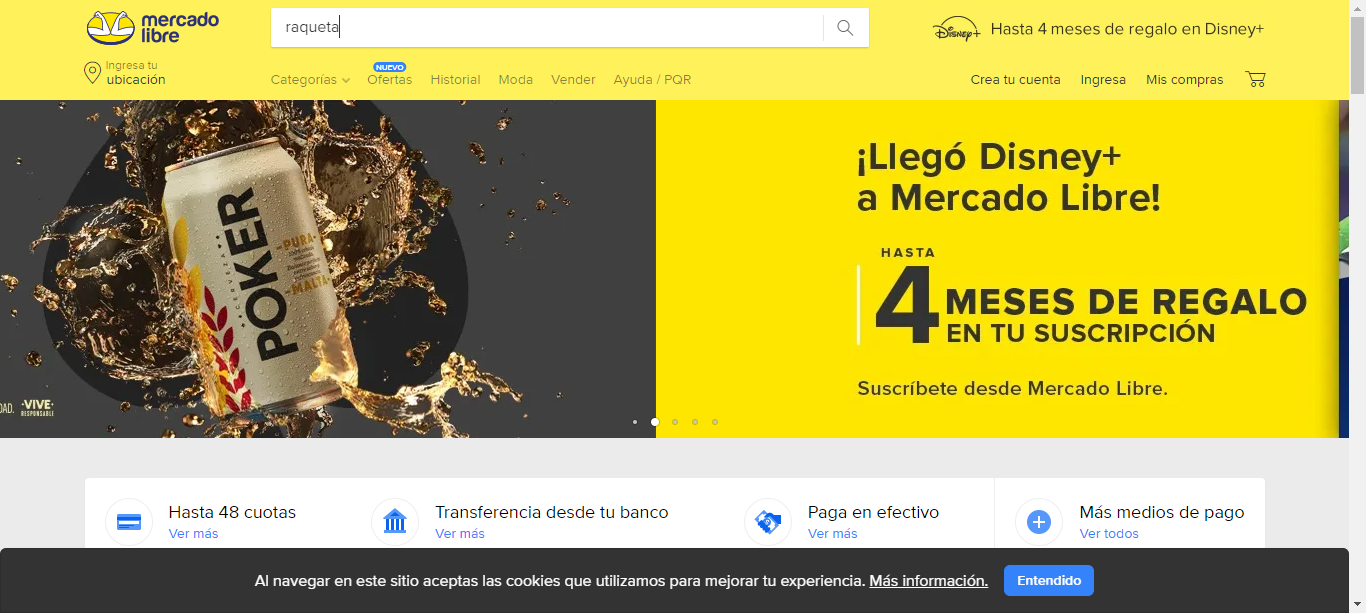 mercado
libre
raqueta
Disney+
Hasta 4 meses de regalo en Disney+
Ingresa tu
ubicación
Categorías
NUEVO
Ofertas
Historial
Moda
Vender
Ayuda / PQR
Crea tu cuenta
Ingresa
Mis compras
CERVEZA
POKER
PURA
MALTA
DAD.
·VIVE·
RESPONSABLE
¡Llegó Disney+
a Mercado Libre!
HASTA
4 MESES DE REGALO
EN TU SUSCRIPCIÓN
Suscríbete desde Mercado Libre.
Hasta 48 cuotas
Ver más
Transferencia desde tu banco
Ver más
Paga en efectivo
Ver más
Más medios de pago
Ver todos
Al navegar en este sitio aceptas las cookies que utilizamos para mejorar tu experiencia. Más información.
Entendido